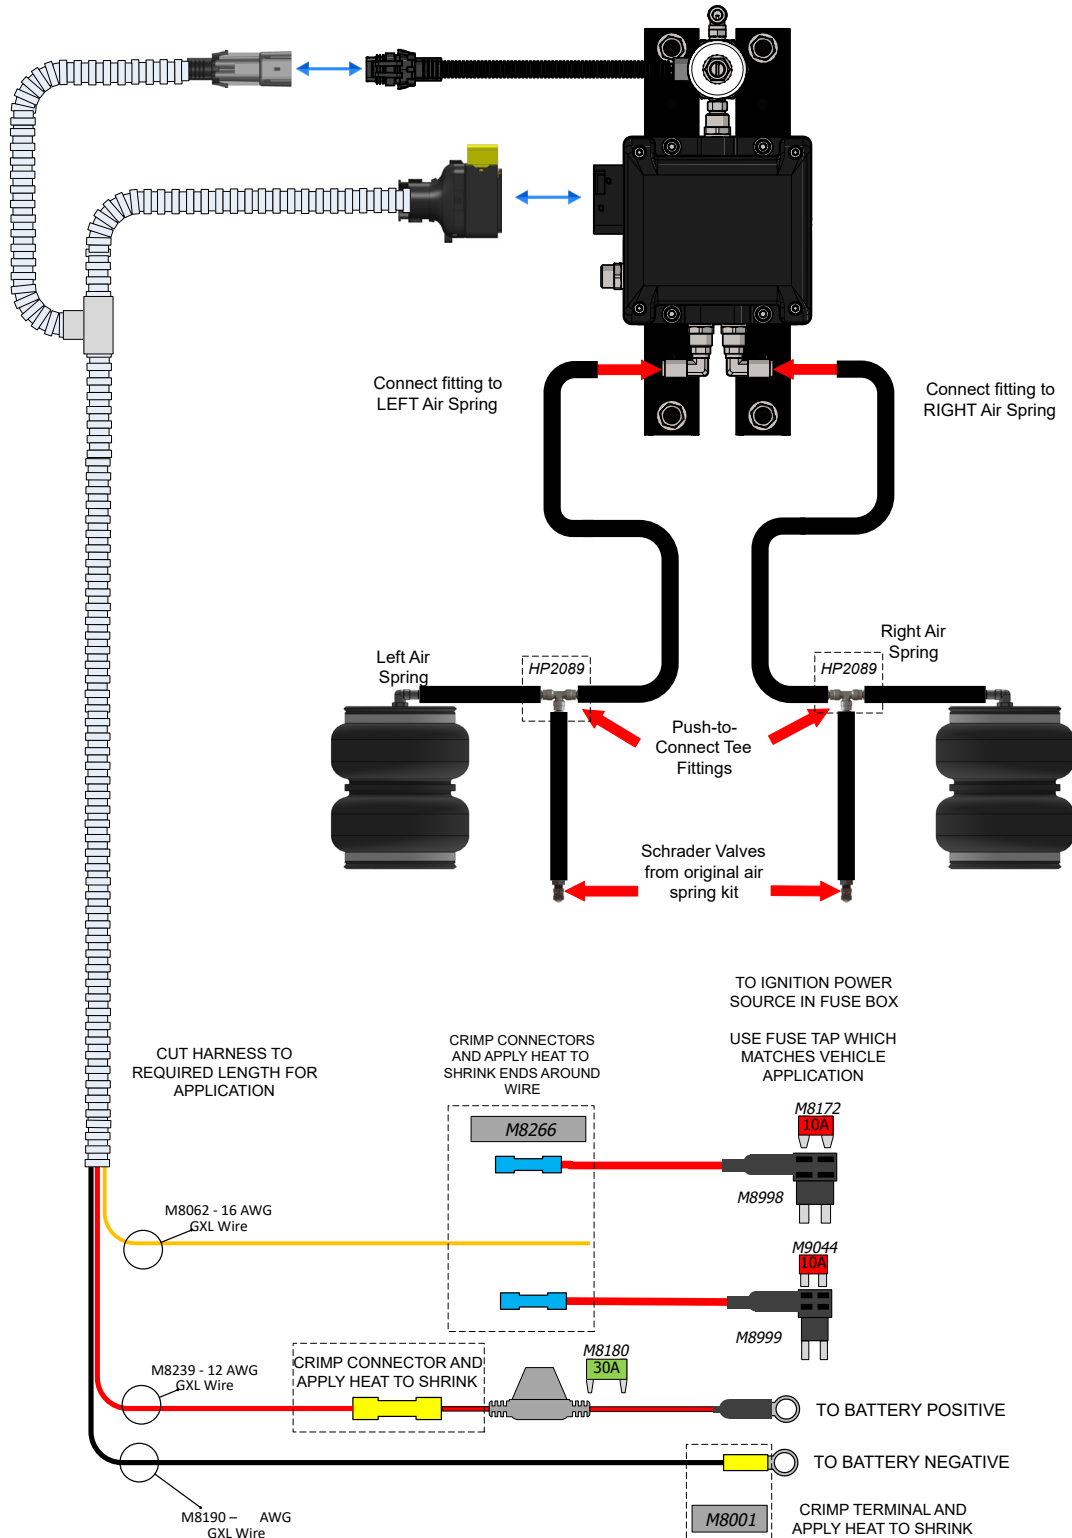 Connect fitting to
LEFT Air Spring
Connect fitting to
RIGHT Air Spring
Left Air
Spring
HP2089
HP2089
Right Air
Spring
Push-to-
Connect Tee
Fittings
Schrader Valves
from original air
spring kit
TO IGNITION POWER
SOURCE IN FUSE BOX
USE FUSE TAP WHICH
MATCHES VEHICLE
APPLICATION
CUT HARNESS TO
REQUIRED LENGTH FOR
APPLICATION
CRIMP CONNECTORS
AND APPLY HEAT TO
SHRINK ENDS AROUND
WIRE
M8266
M8172
10A
M8998
M8062 - 16 AWG
GXL Wire
M9044
10A
M8999
M8239 - 12 AWG
GXL Wire
CRIMP CONNECTOR AND
APPLY HEAT TO SHRINK
M8180
30A
TO BATTERY POSITIVE
TO BATTERY NEGATIVE
M8190 – AWG
GXL Wire
M8001
CRIMP TERMINAL AND
APPLY HEAT TO SHRINK